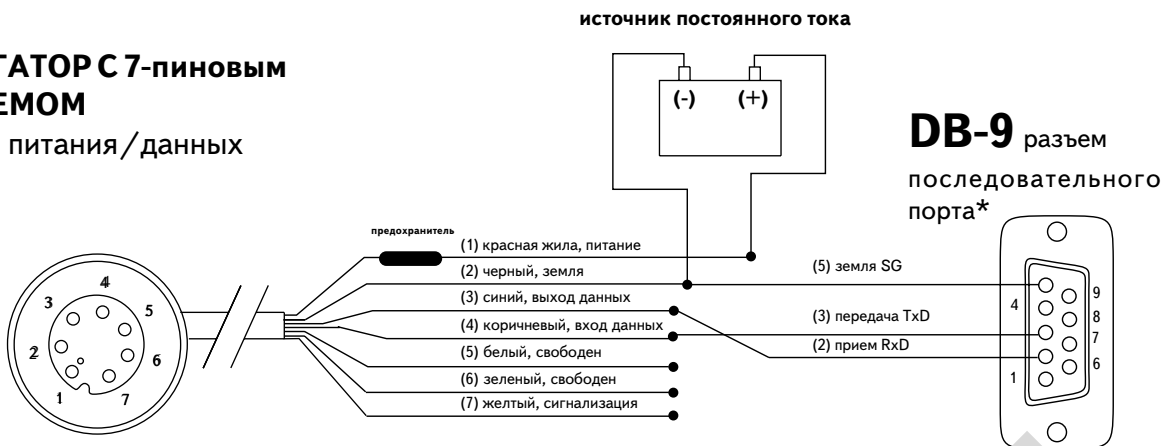 источник постоянного тока
ГАТОР С 7-пиновым
ЕМОМ
питания/данных
(-) (+)
DB-9 разъем
последовательного
порта*
предохранитель
(1) красная жила, питание
(2) черный, земля
(3) синий, выход данных
(4) коричневый, вход данных
(5) белый, свободен
(6) зеленый, свободен
(7) желтый, сигнализация
(5) земля SG
(3) передача TxD
(2) прием RxD
4
3 5
2 6
1 7
9
4 8
7
6
1